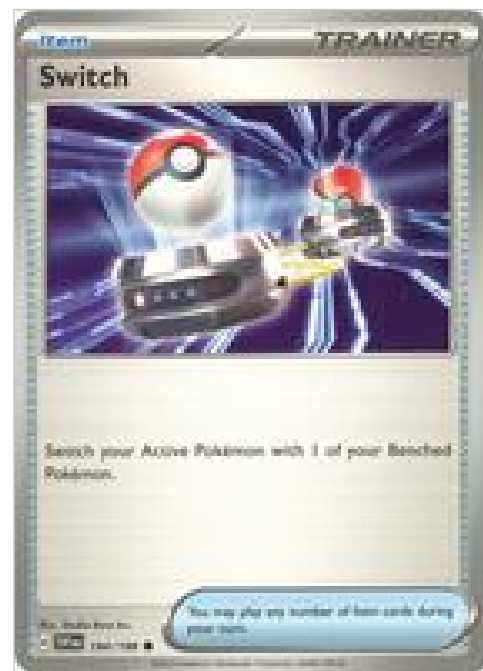 Item
TRAINER
Switch
Switch your Active Pokémon with 1 of your Benched
Pokémon.
You may play any number of Item cards during
your turn.